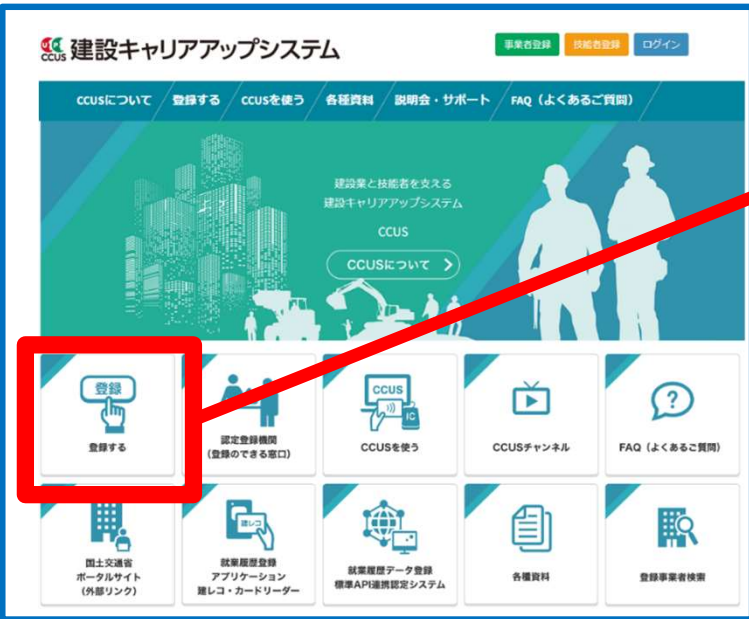 CCUS 建設キャリアアップシステム
事業者登録 技能者登録 ログイン
CCUSについて 登録する CCUSを使う 各種資料 説明会・サポート FAQ（よくあるご質問）
建設業と技能者を支える
建設キャリアアップシステム
CCUS
CCUSについて
登録
登録する
認定登録機関
（登録のできる窓口）
CCUS
IC
CCUSを使う
CCUSチャンネル
?
FAQ（よくあるご質問）
国土交通省
ポータルサイト
（外部リンク）
建レコ
就業履歴登録
アプリケーション
建レコ・カードリーダー
就業履歴データ登録
標準API連携認定システム
各種資料
登録事業者検索